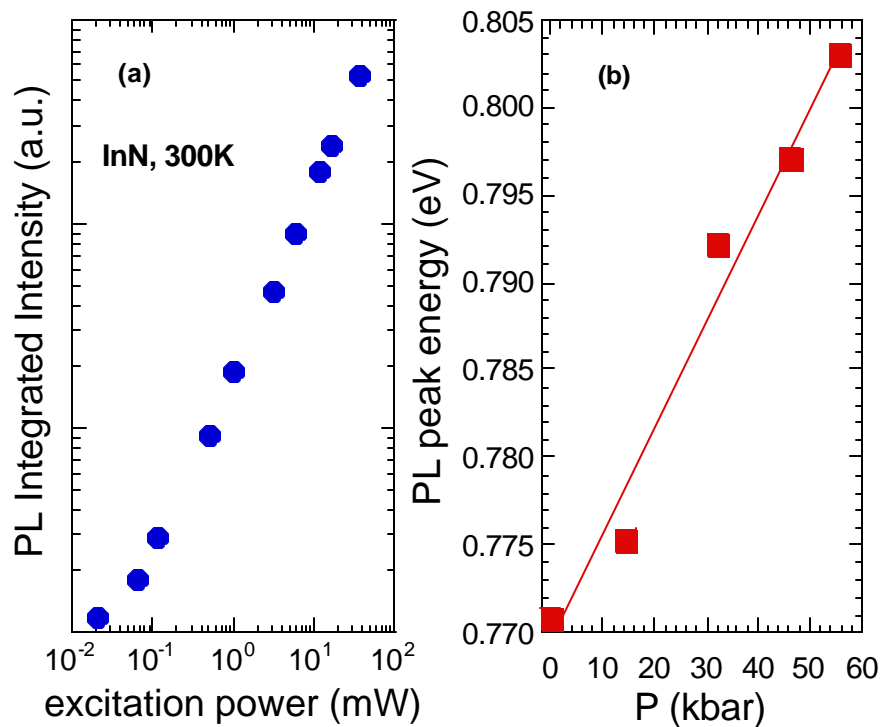 (a)
InN, 300K
PL Integrated Intensity (a.u.)
10⁻² 10⁻¹ 10⁰ 10¹ 10²
excitation power (mW)
(b)
PL peak energy (eV)
0.805
0.800
0.795
0.790
0.785
0.780
0.775
0.770
0 10 20 30 40 50 60
P (kbar)